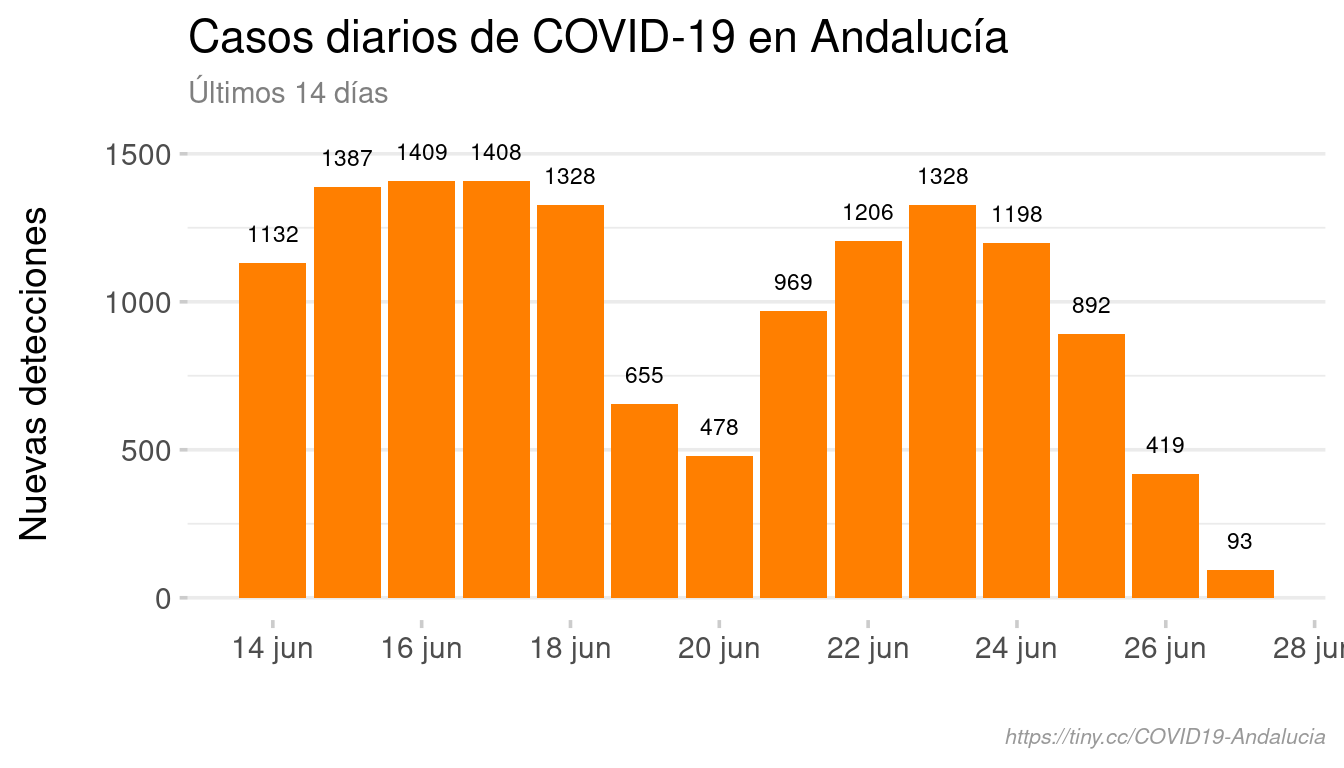 Casos diarios de COVID-19 en Andalucía
Últimos 14 días
Nuevas detecciones
1500
1000
500
0
1132
1387
1409
1408
1328
655
478
969
1206
1328
1198
892
419
93
14 jun
16 jun
18 jun
20 jun
22 jun
24 jun
26 jun
28 jun
https://tiny.cc/COVID19-Andalucia